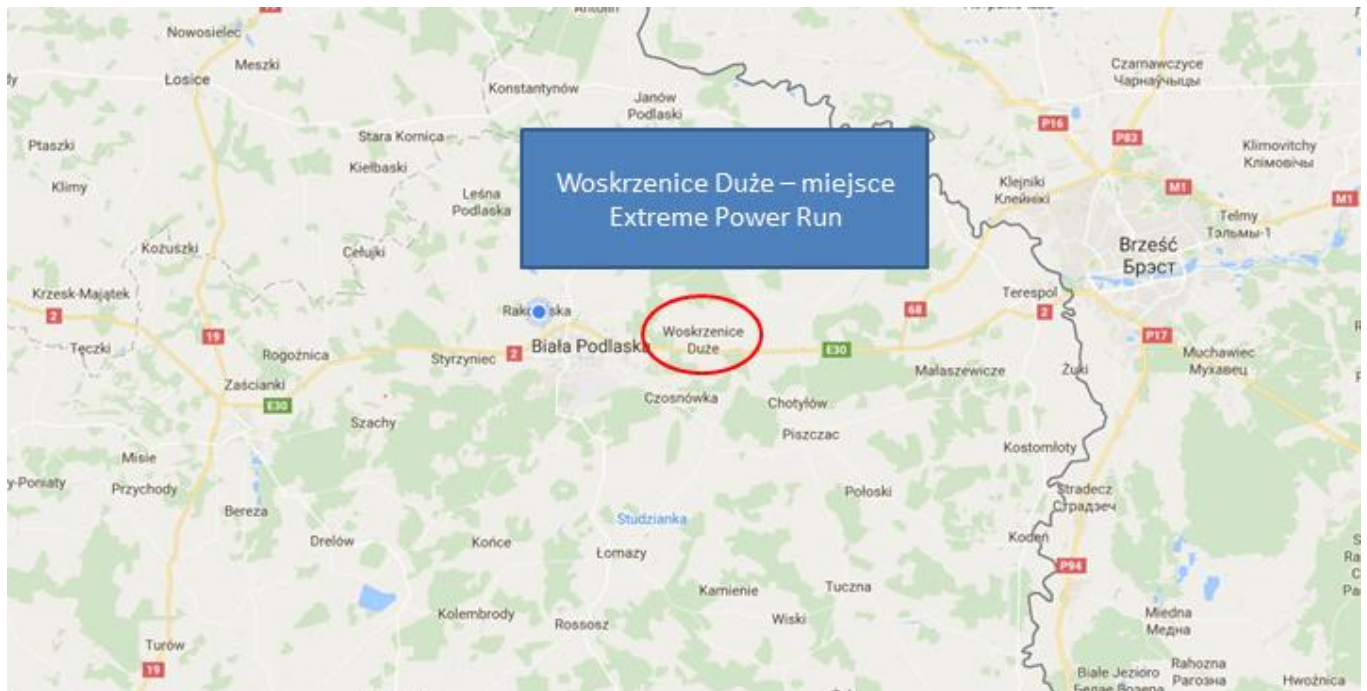 Nowosielec
Meszki
Łosice
Konstantynów
Janów
Podlaski
Czarnawczyce
Чарнаўчыцы
P16
P83
Ptaszki
Stara Kornica
Kiełbaski
Klimy
Leśna
Podlaska
Woskrzenice Duże – miejsce
Extreme Power Run
Klejniki
Клейнікі
Klimovitchy
Клімовічы
M1
M1
Telmy
Тэльмы-1
Kożuszki
Cełujki
Brześć
Брэст
Krzesk-Majątek
2
Terespol
68
2
19
Tęczki
Rogoźnica
Styrzyniec
2
Biała Podlaska
Woskrzenice
Duże
E30
P17
Muchawiec
Мухавец
Małaszewicze
Żuki
Zaścianki
E30
Czosnówka
Chotyłów
Szachy
Piszczac
Kostomłoty
Misie
Przychody
y-Poniaty
Bereza
Połoski
Stradecz
Страдзеч
Studzianka
Drelów
Końce
Łomazy
Kodeń
P94
Kamienie
Tuczna
Kolembrody
Rossosz
Wiski
Miedna
Медна
Turów
19
Białe Jezioro
Rahozna
Рагозна
Hwoźnica